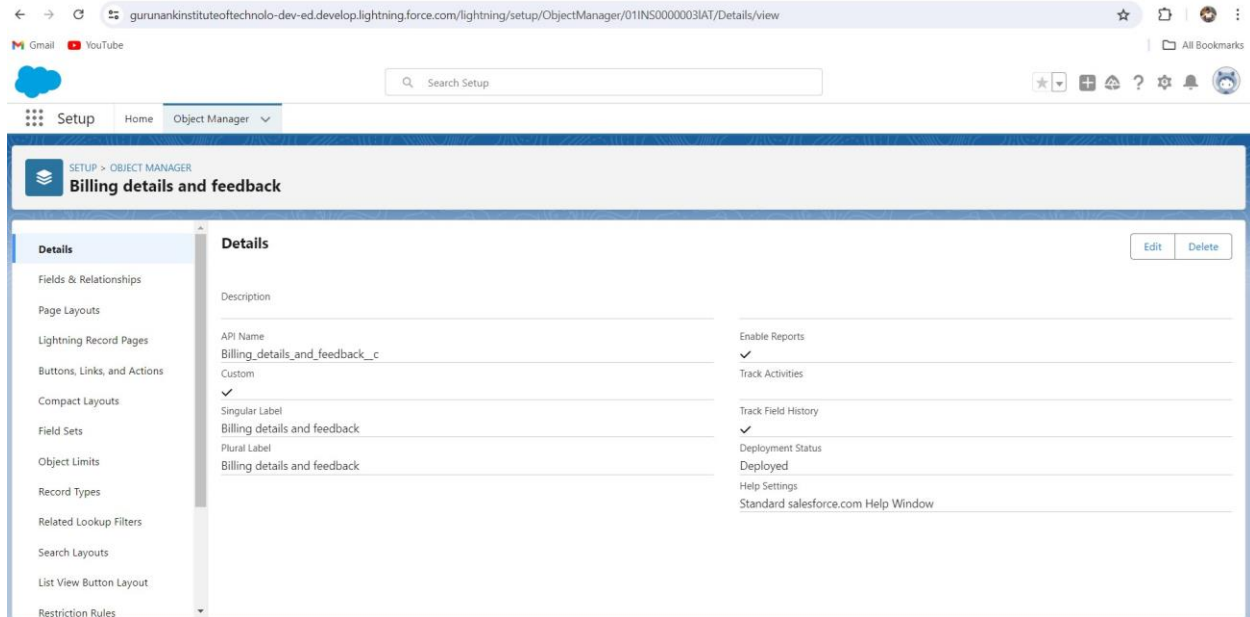 gurunankinstituteoftechnolo-dev-ed.develop.lightning.force.com/lightning/setup/ObjectManager/01INS0000003IAT/Details/view
Gmail YouTube All Bookmarks
Search Setup
Setup Home Object Manager
SETUP > OBJECT MANAGER
Billing details and feedback
Details
Fields & Relationships
Page Layouts
Lightning Record Pages
Buttons, Links, and Actions
Compact Layouts
Field Sets
Object Limits
Record Types
Related Lookup Filters
Search Layouts
List View Button Layout
Restriction Rules
Details
Edit Delete
Description
API Name
Billing_details_and_feedback__c
Custom
Singular Label
Billing details and feedback
Plural Label
Billing details and feedback
Enable Reports
Track Activities
Track Field History
Deployment Status
Deployed
Help Settings
Standard salesforce.com Help Window